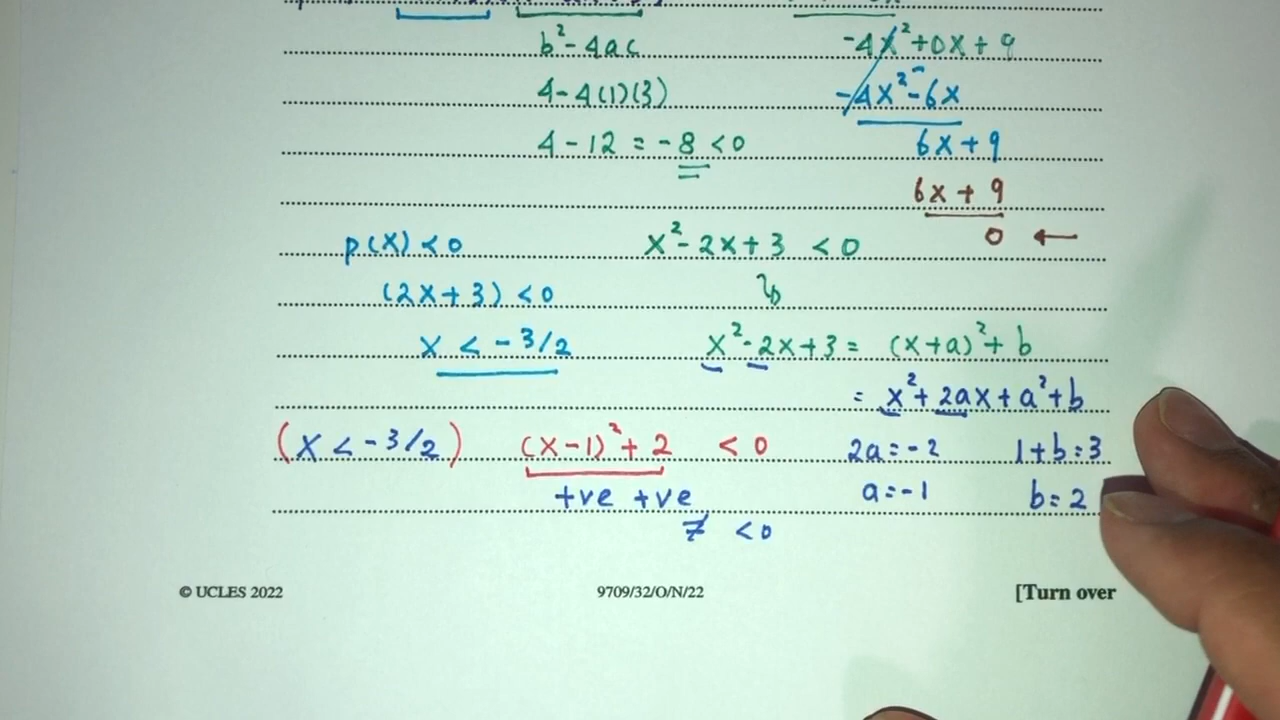 b²-4ac -4x²+0x+9
4-4(1)(3) -4x²-6x
4-12 = -8 <0 6x+9
6x+9
p(x)<0 x²-2x+3 <0 0 ←
(2x+3) <0
x < -3/2 x²-2x+3 = (x+a)²+b
= x²+2ax+a²+b
(x<-3/2) (x-1)²+2 <0 2a=-2 1+b=3
+ve +ve a=-1 b=2
≠ <0
© UCLES 2022 9709/32/O/N/22 [Turn over